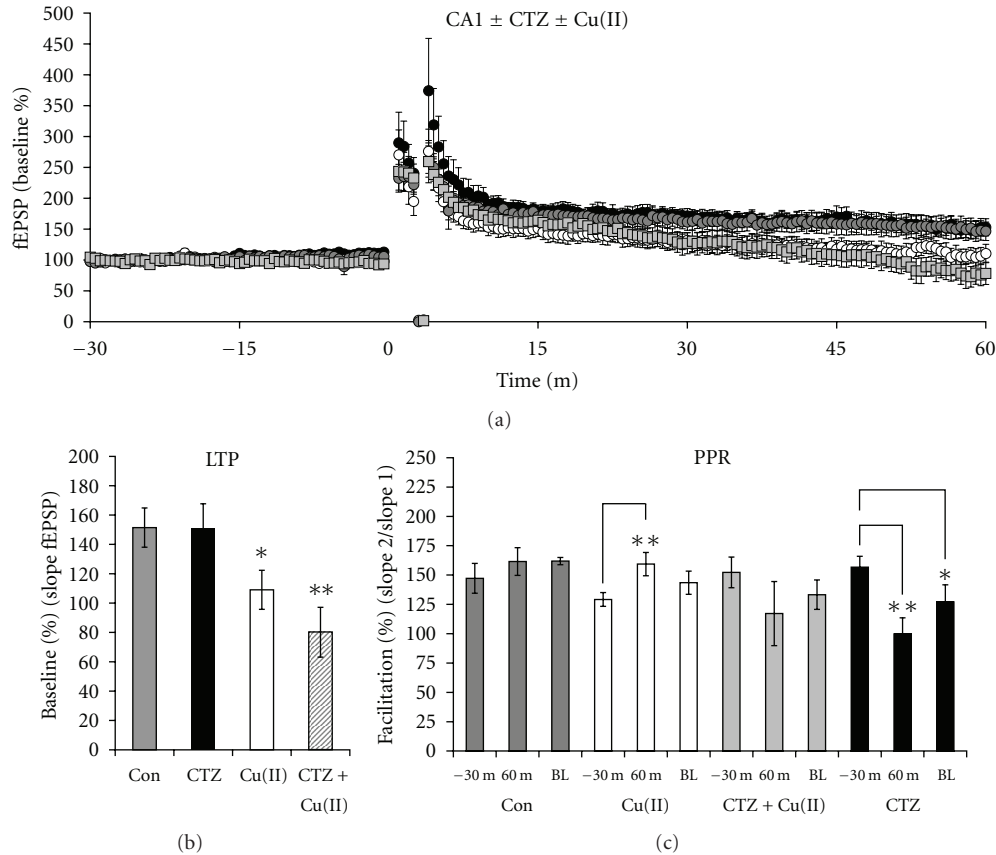 CA1 ± CTZ ± Cu(II)
fEPSP (baseline %)
500
450
400
350
300
250
200
150
100
50
0
−30
−15
0
15
30
45
60
Time (m)
(a)
LTP
Baseline (%) (slope fEPSP)
200
180
160
140
120
100
80
60
40
20
0
*
**
Con
CTZ
Cu(II)
CTZ +
Cu(II)
(b)
PPR
Facilitation (%) (slope 2/slope 1)
250
225
200
175
150
125
100
75
50
25
0
**
**
*
−30 m 60 m BL −30 m 60 m BL −30 m 60 m BL −30 m 60 m BL
Con Cu(II) CTZ + Cu(II) CTZ
(c)